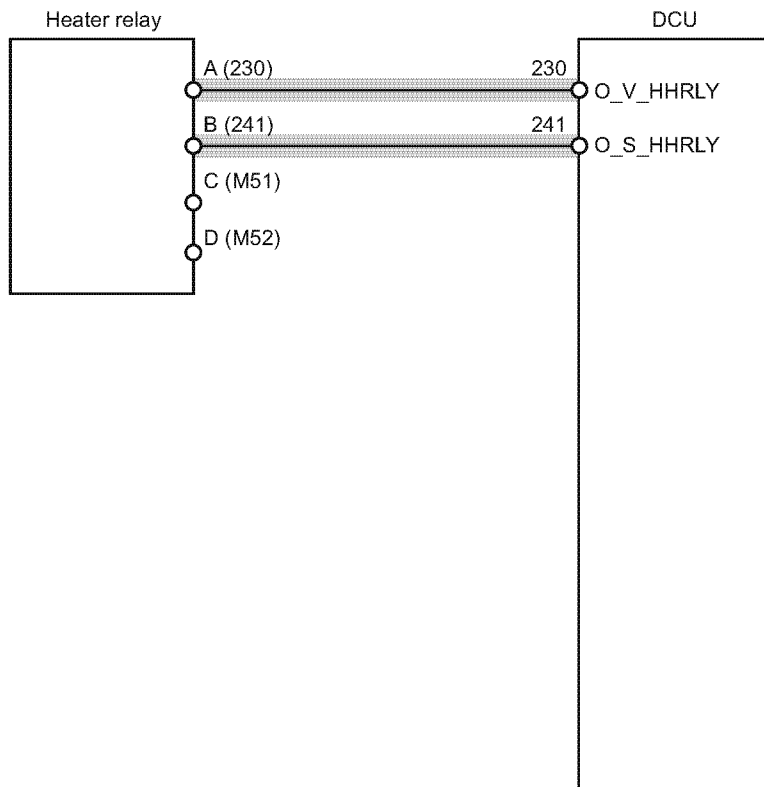 Heater relay
DCU
A (230)
230
O_V_HHRLY
B (241)
241
O_S_HHRLY
C (M51)
D (M52)